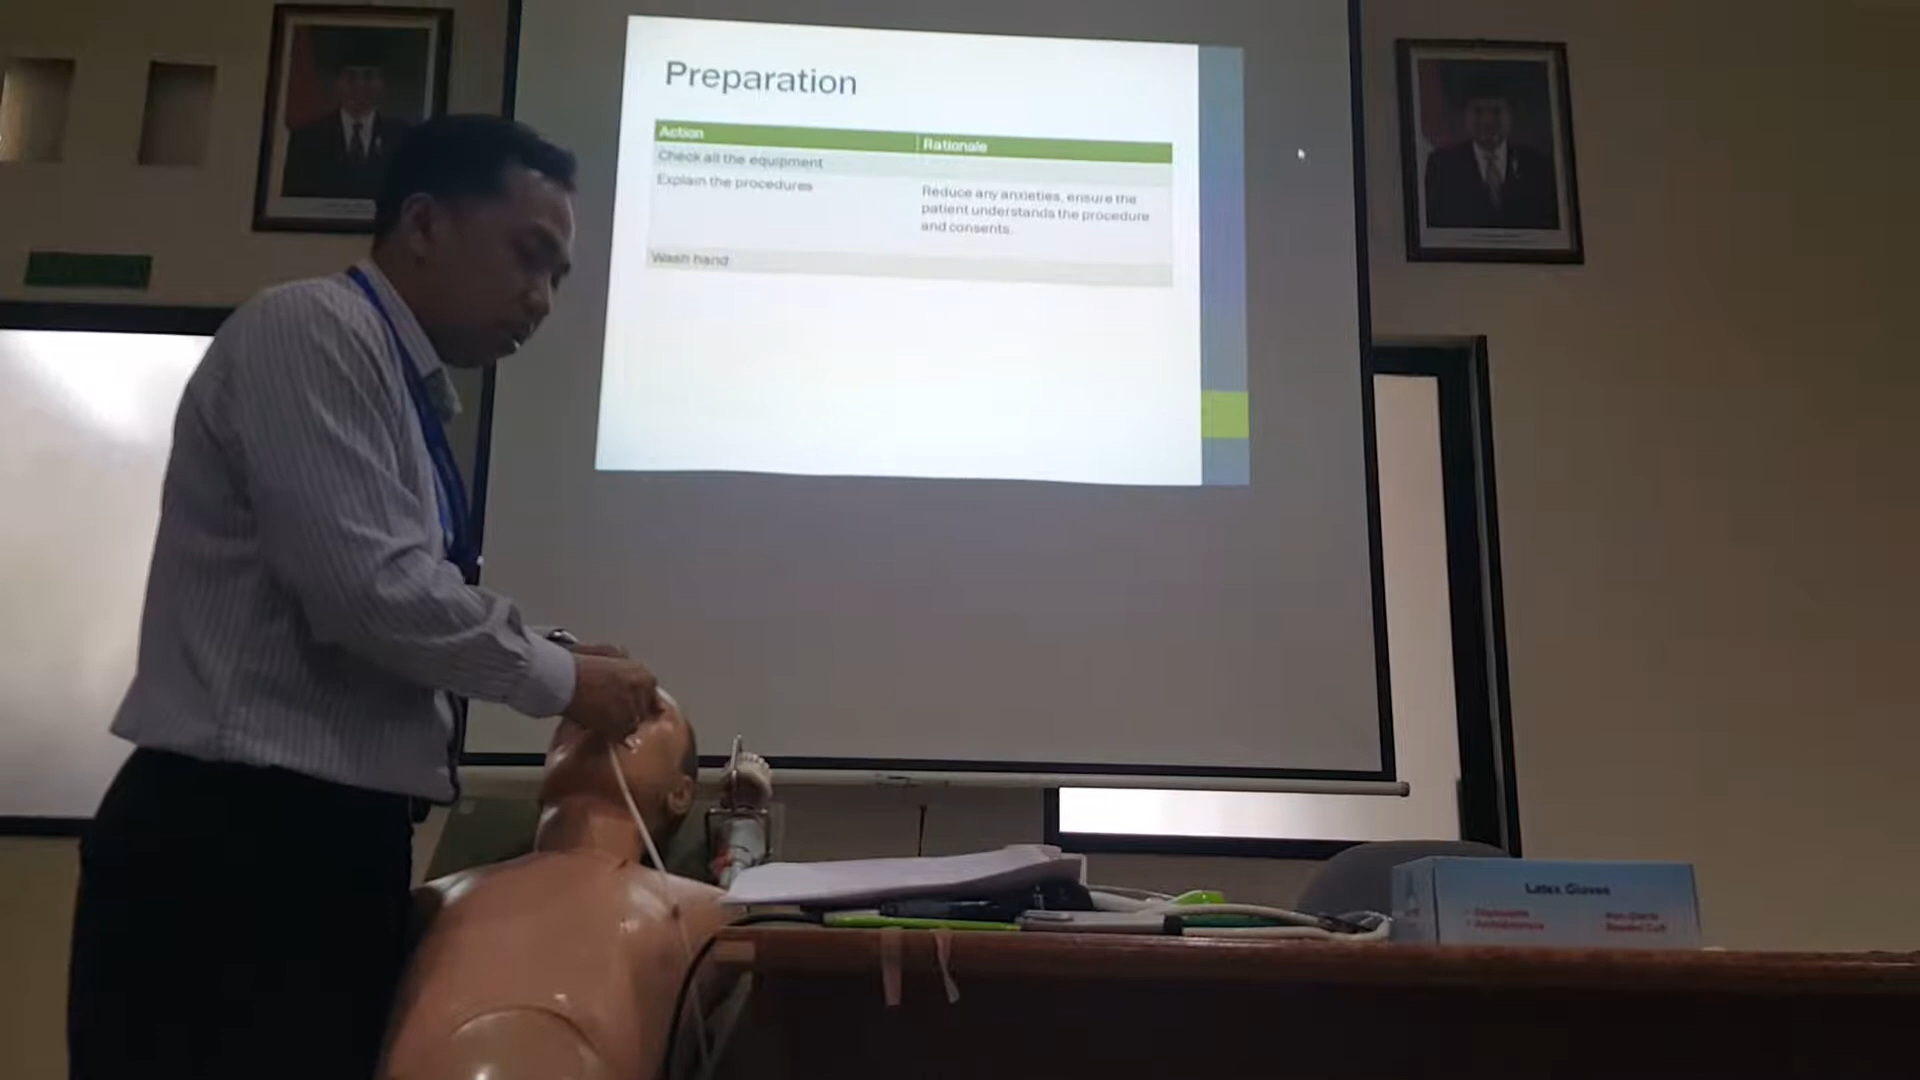 Preparation
Action
Rationale
Check all the equipment
Explain the procedures
Reduce any anxieties, ensure the
patient understands the procedure
and consents.
Wash hand
Latex Gloves